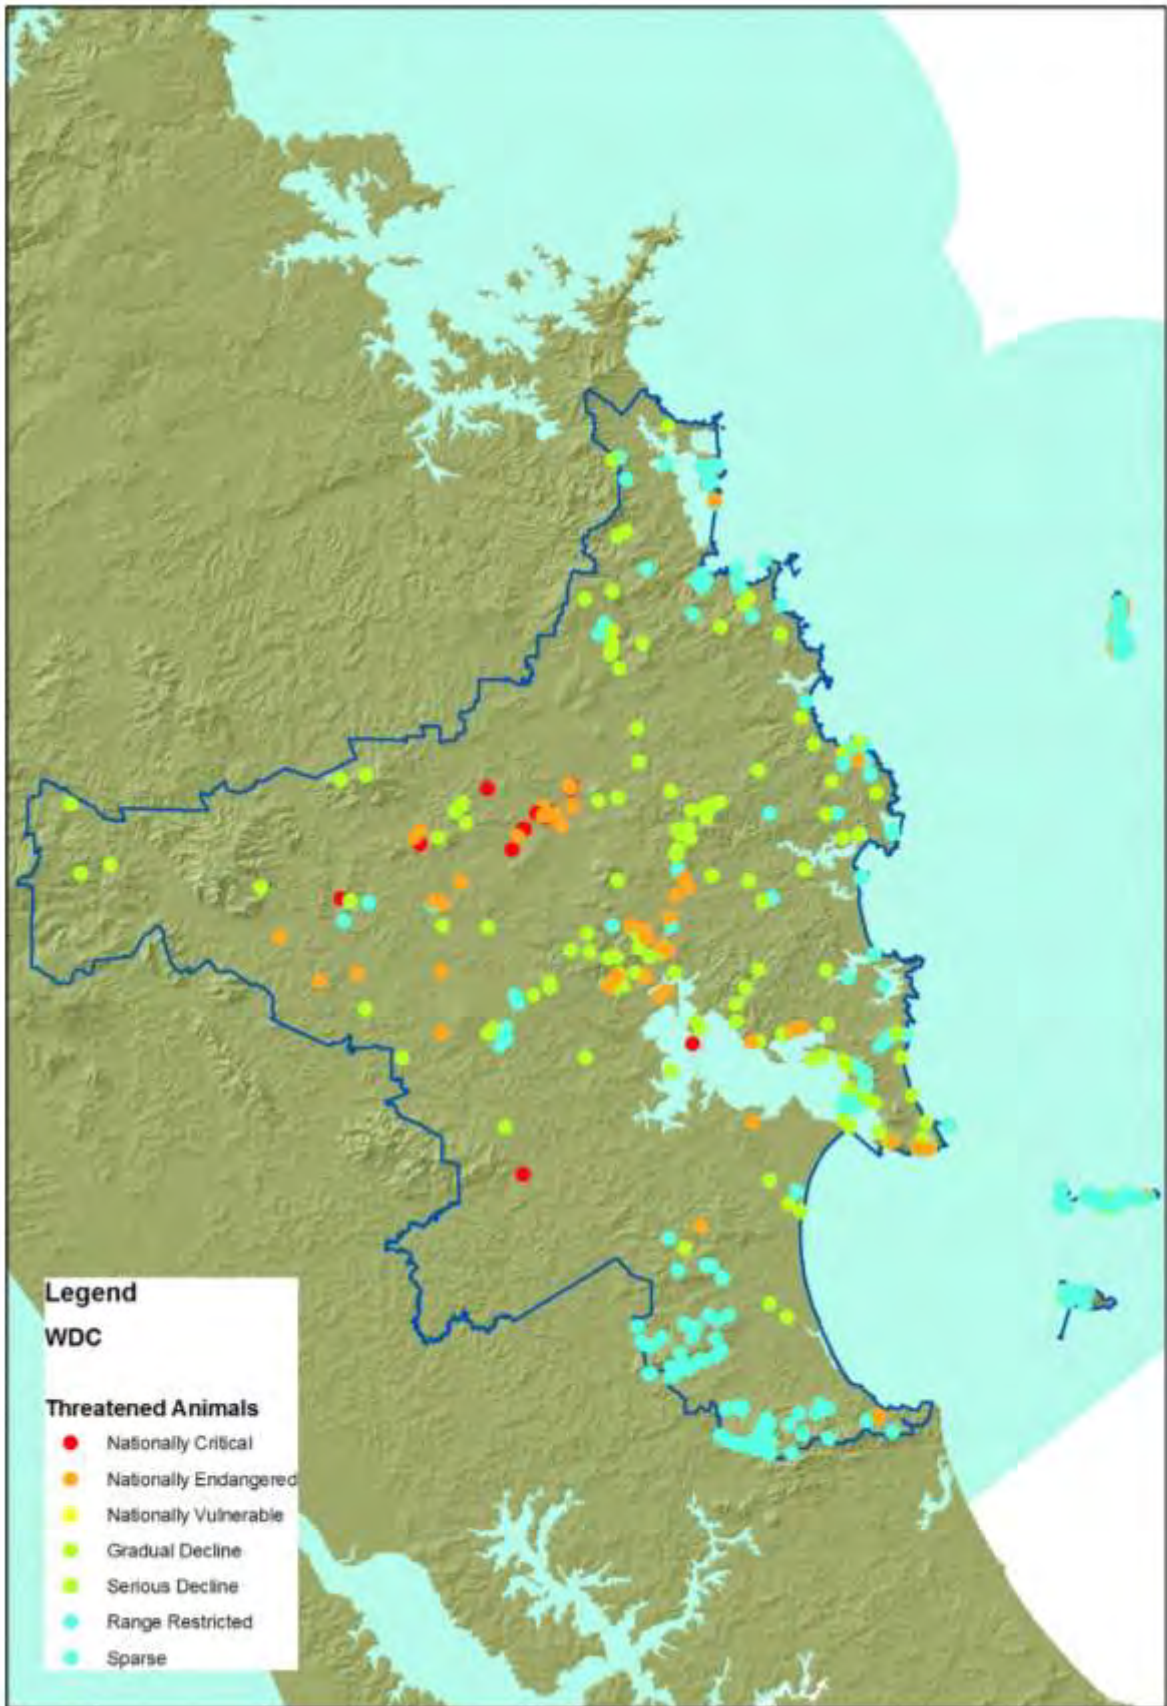 Legend
WDC
Threatened Animals
Nationally Critical
Nationally Endangered
Nationally Vulnerable
Gradual Decline
Serious Decline
Range Restricted
Sparse